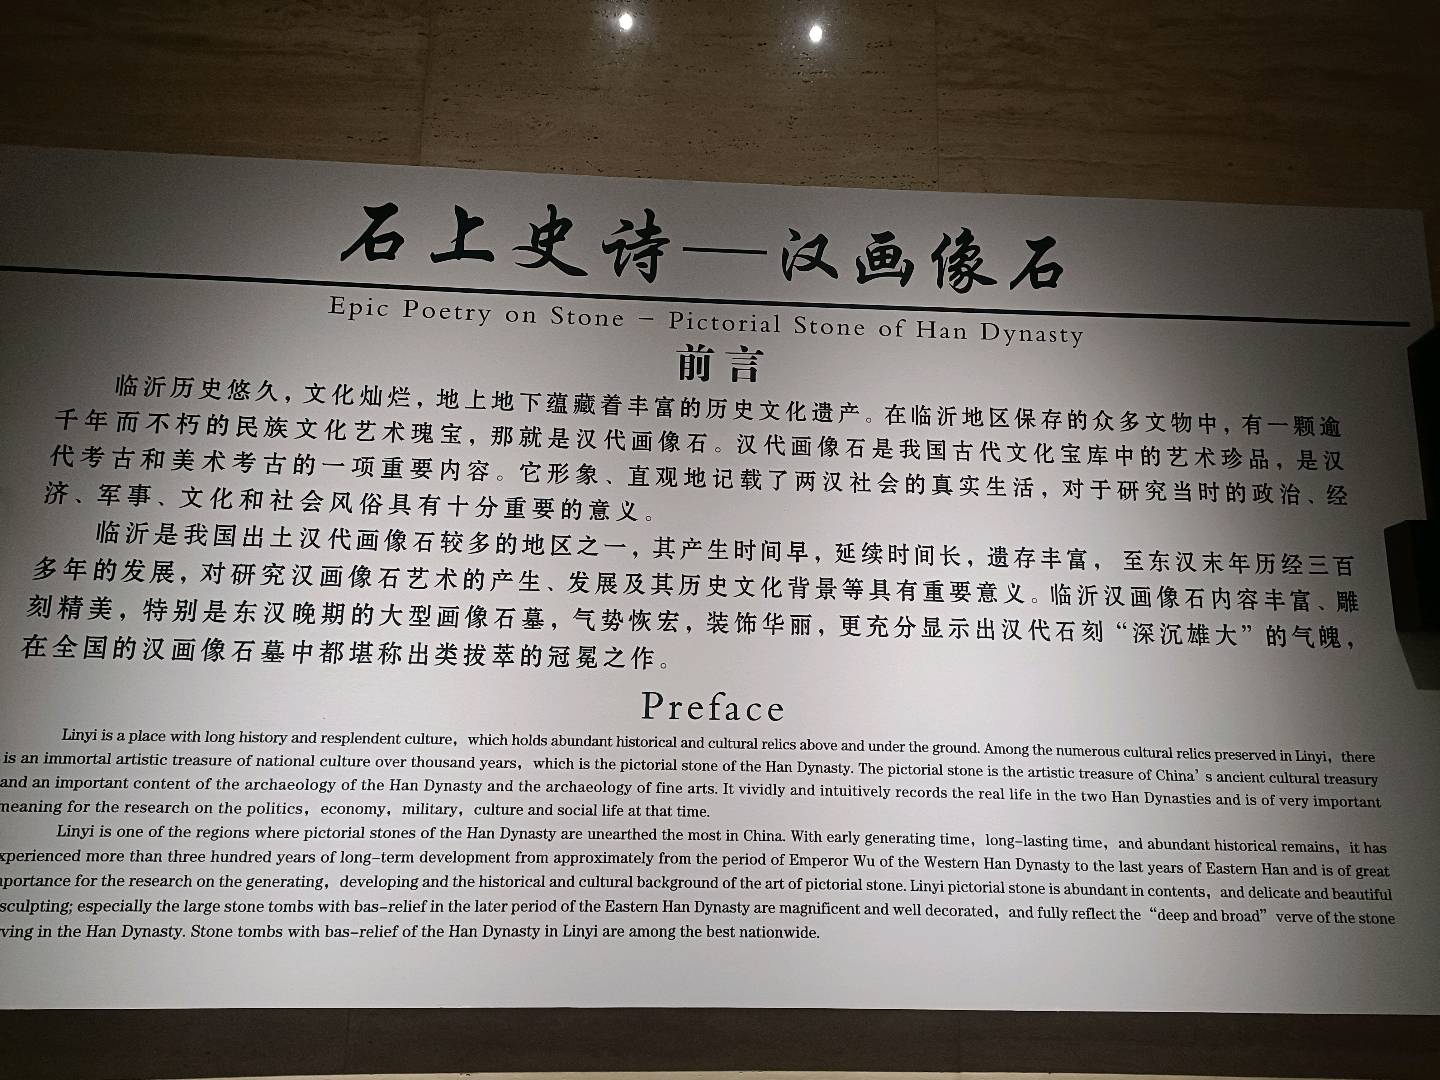 石上史诗——汉画像石
Epic Poetry on Stone – Pictorial Stone of Han Dynasty
前言
临沂历史悠久，文化灿烂，地上地下蕴藏着丰富的历史文化遗产。在临沂地区保存的众多文物中，有一颗逾
千年而不朽的民族文化艺术瑰宝，那就是汉代画像石。汉代画像石是我国古代文化宝库中的艺术珍品，是汉
代考古和美术考古的一项重要内容。它形象、直观地记载了两汉社会的真实生活，对于研究当时的政治、经
济、军事、文化和社会风俗具有十分重要的意义。
临沂是我国出土汉代画像石较多的地区之一，其产生时间早，延续时间长，遗存丰富，至东汉末年历经三百
多年的发展，对研究汉画像石艺术的产生、发展及其历史文化背景等具有重要意义。临沂汉画像石内容丰富、雕
刻精美，特别是东汉晚期的大型画像石墓，气势恢宏，装饰华丽，更充分显示出汉代石刻“深沉雄大”的气魄，
在全国的汉画像石墓中都堪称出类拔萃的冠冕之作。
Preface
Linyi is a place with long history and resplendent culture，which holds abundant historical and cultural relics above and under the ground. Among the numerous cultural relics preserved in Linyi，there
is an immortal artistic treasure of national culture over thousand years，which is the pictorial stone of the Han Dynasty. The pictorial stone is the artistic treasure of China’s ancient cultural treasury
and an important content of the archaeology of the Han Dynasty and the archaeology of fine arts. It vividly and intuitively records the real life in the two Han Dynasties and is of very important
meaning for the research on the politics，economy，military，culture and social life at that time.
Linyi is one of the regions where pictorial stones of the Han Dynasty are unearthed the most in China. With early generating time，long–lasting time，and abundant historical remains，it has
xperienced more than three hundred years of long–term development from approximately from the period of Emperor Wu of the Western Han Dynasty to the last years of Eastern Han and is of great
portance for the research on the generating，developing and the historical and cultural background of the art of pictorial stone. Linyi pictorial stone is abundant in contents，and delicate and beautiful
sculpting; especially the large stone tombs with bas–relief in the later period of the Eastern Han Dynasty are magnificent and well decorated，and fully reflect the “deep and broad” verve of the stone
ving in the Han Dynasty. Stone tombs with bas–relief of the Han Dynasty in Linyi are among the best nationwide.